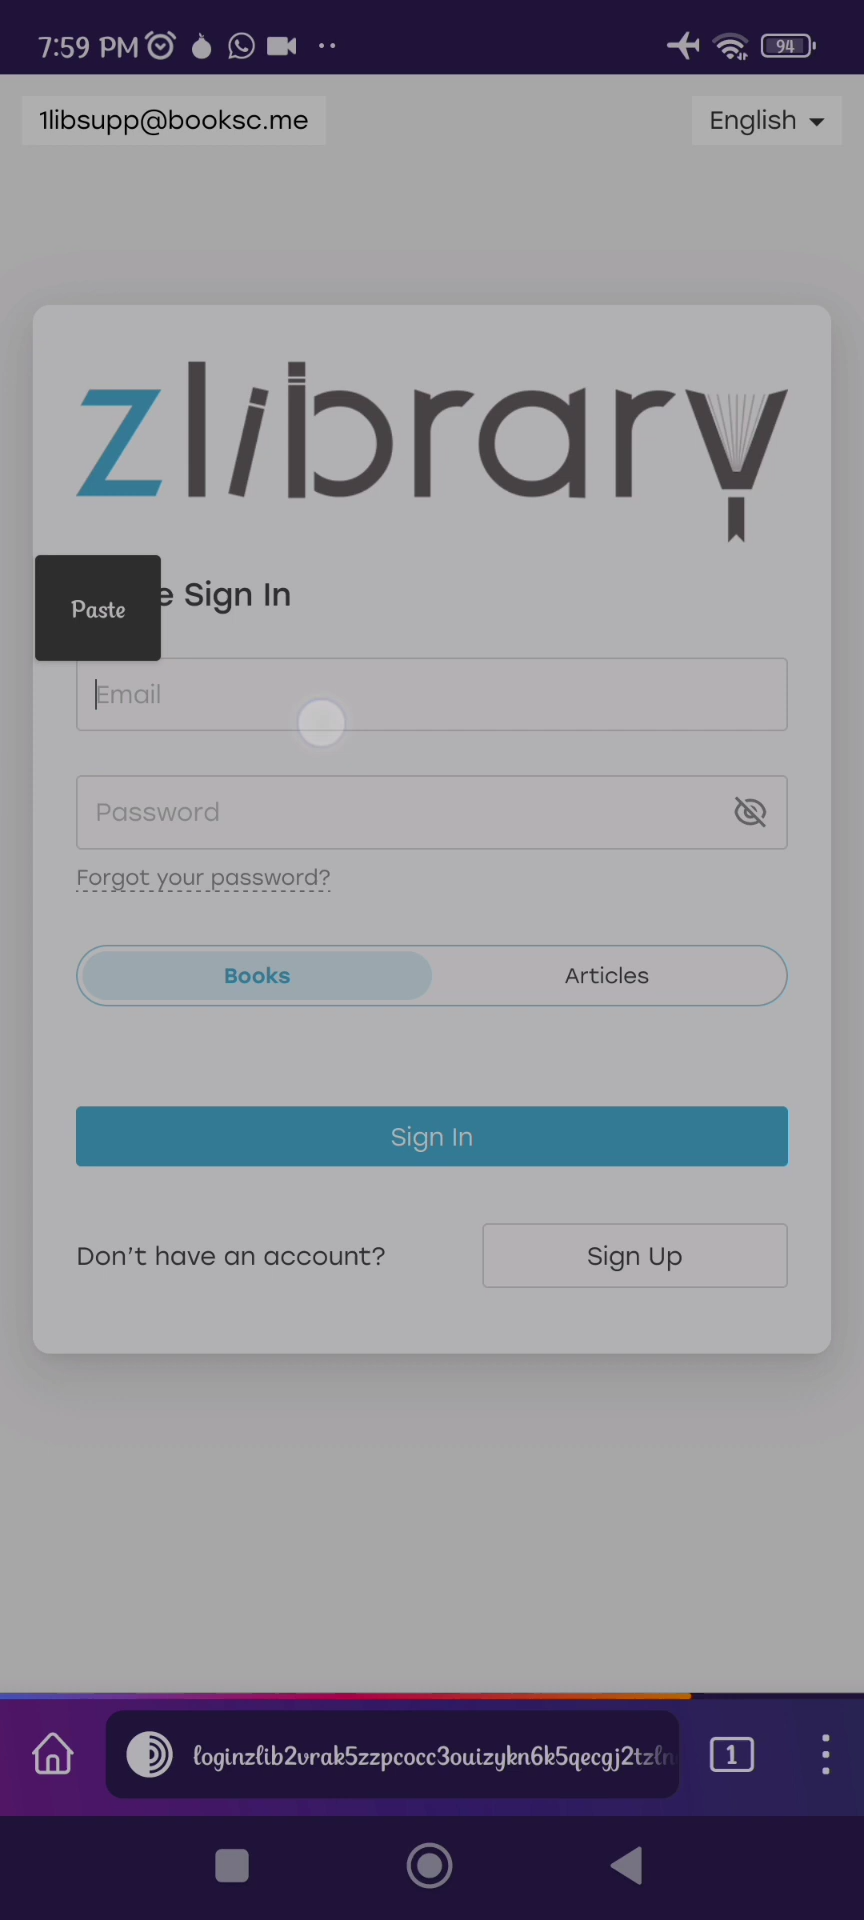 7:59 PM
94
1libsupp@booksc.me
English
zlibrary
Paste
e Sign In
Email
Password
Forgot your password?
Books
Articles
Sign In
Don't have an account?
Sign Up
loginzlib2vrak5zzpcocc3ouizykn6k5qecgj2tzln
1